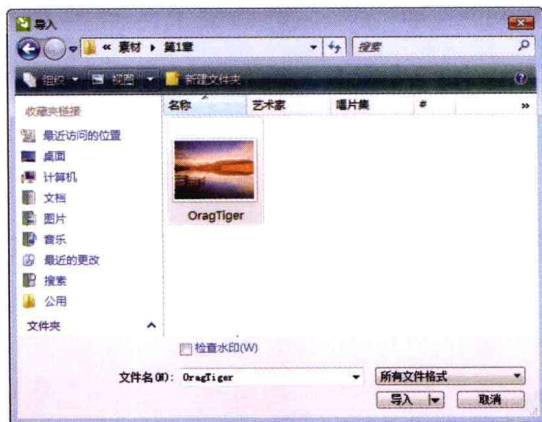 导入
« 素材 ▸ 第1章
搜索
组织 视图 新建文件夹
收藏夹链接
最近访问的位置
桌面
计算机
文档
图片
音乐
最近的更改
搜索
公用
文件夹
名称 艺术家 唱片集 # »
OragTiger
检查水印(W)
文件名(N): OragTiger
所有文件格式
导入 取消